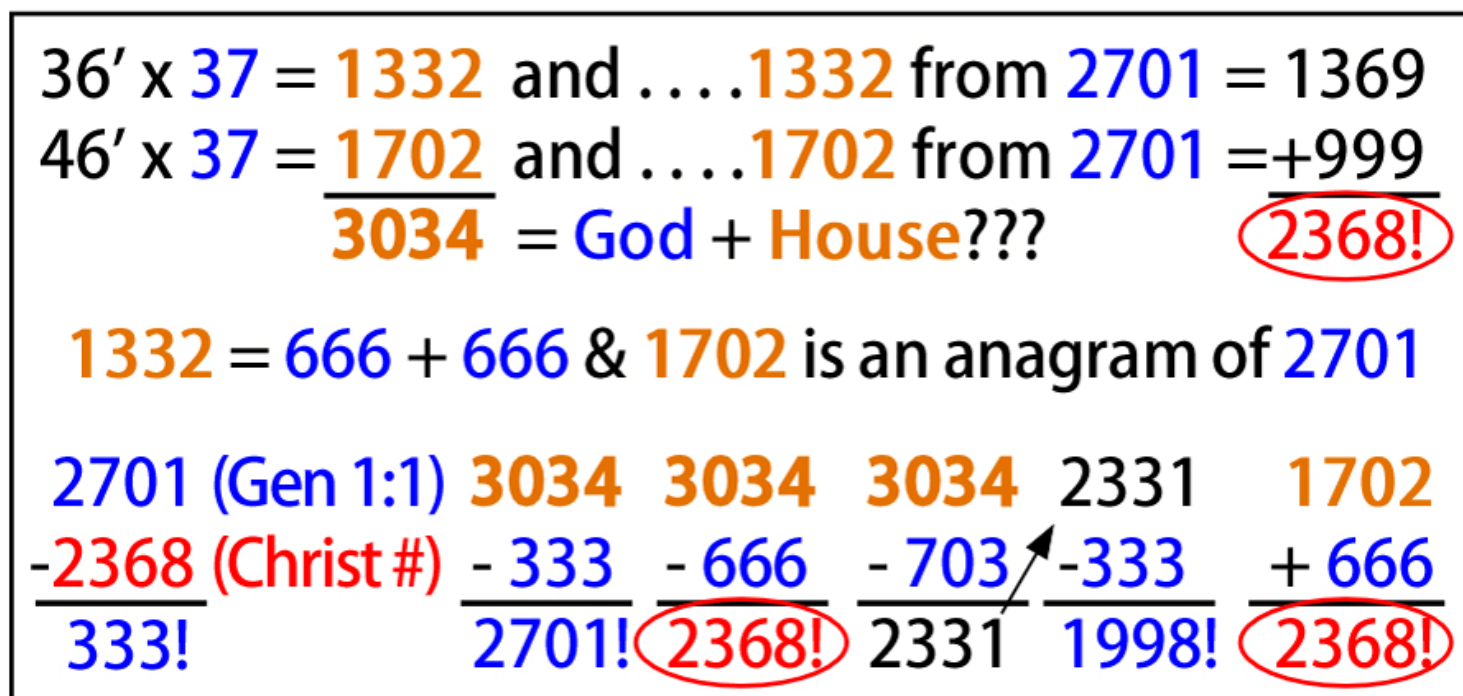 36′ x 37 = 1332 and ....1332 from 2701 = 1369
46′ x 37 = 1702 and ....1702 from 2701 =+999
3034 = God + House??? 2368!
1332 = 666 + 666 & 1702 is an anagram of 2701
2701 (Gen 1:1) 3034 3034 3034 2331 1702
-2368 (Christ #) - 333 - 666 - 703 -333 + 666
333! 2701! 2368! 2331 1998! 2368!